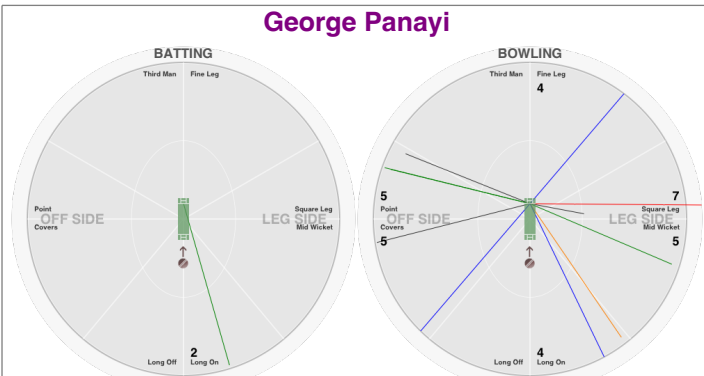 George Panayi
BATTING
Third Man Fine Leg
Point
OFF SIDE
Covers
Square Leg
LEG SIDE
Mid Wicket
2
Long Off Long On
BOWLING
Third Man Fine Leg
4
5
Point
OFF SIDE
Covers
5
7
Square Leg
LEG SIDE
Mid Wicket
5
4
Long Off Long On